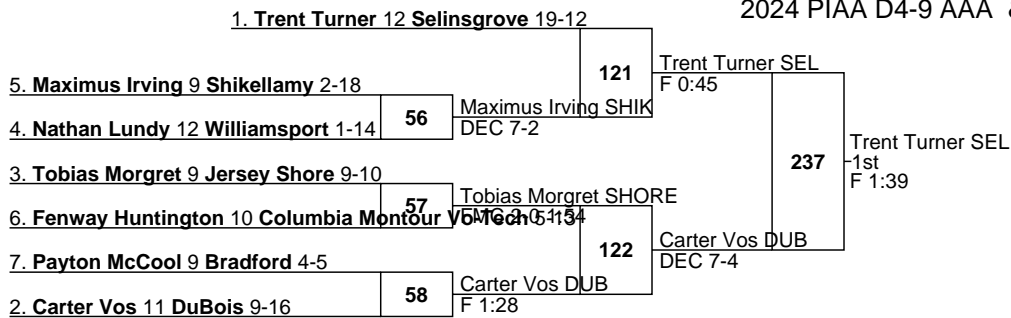 2024 PIAA D4-9 AAA
1. Trent Turner 12 Selinsgrove 19-12
121
Trent Turner SEL
F 0:45
5. Maximus Irving 9 Shikellamy 2-18
56
Maximus Irving SHIK
DEC 7-2
4. Nathan Lundy 12 Williamsport 1-14
237
Trent Turner SEL
1st
F 1:39
3. Tobias Morgret 9 Jersey Shore 9-10
57
Tobias Morgret SHORE
6. Fenway Huntington 10 Columbia Montour Vo-Tech 5-13
122
Carter Vos DUB
DEC 7-4
7. Payton McCool 9 Bradford 4-5
58
Carter Vos DUB
F 1:28
2. Carter Vos 11 DuBois 9-16